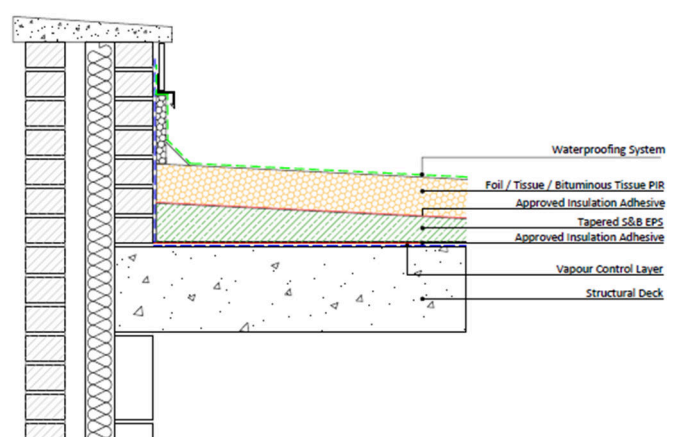 Waterproofing System
Foil / Tissue / Bituminous Tissue PIR
Approved Insulation Adhesive
Tapered S&B EPS
Approved Insulation Adhesive
Vapour Control Layer
Structural Deck